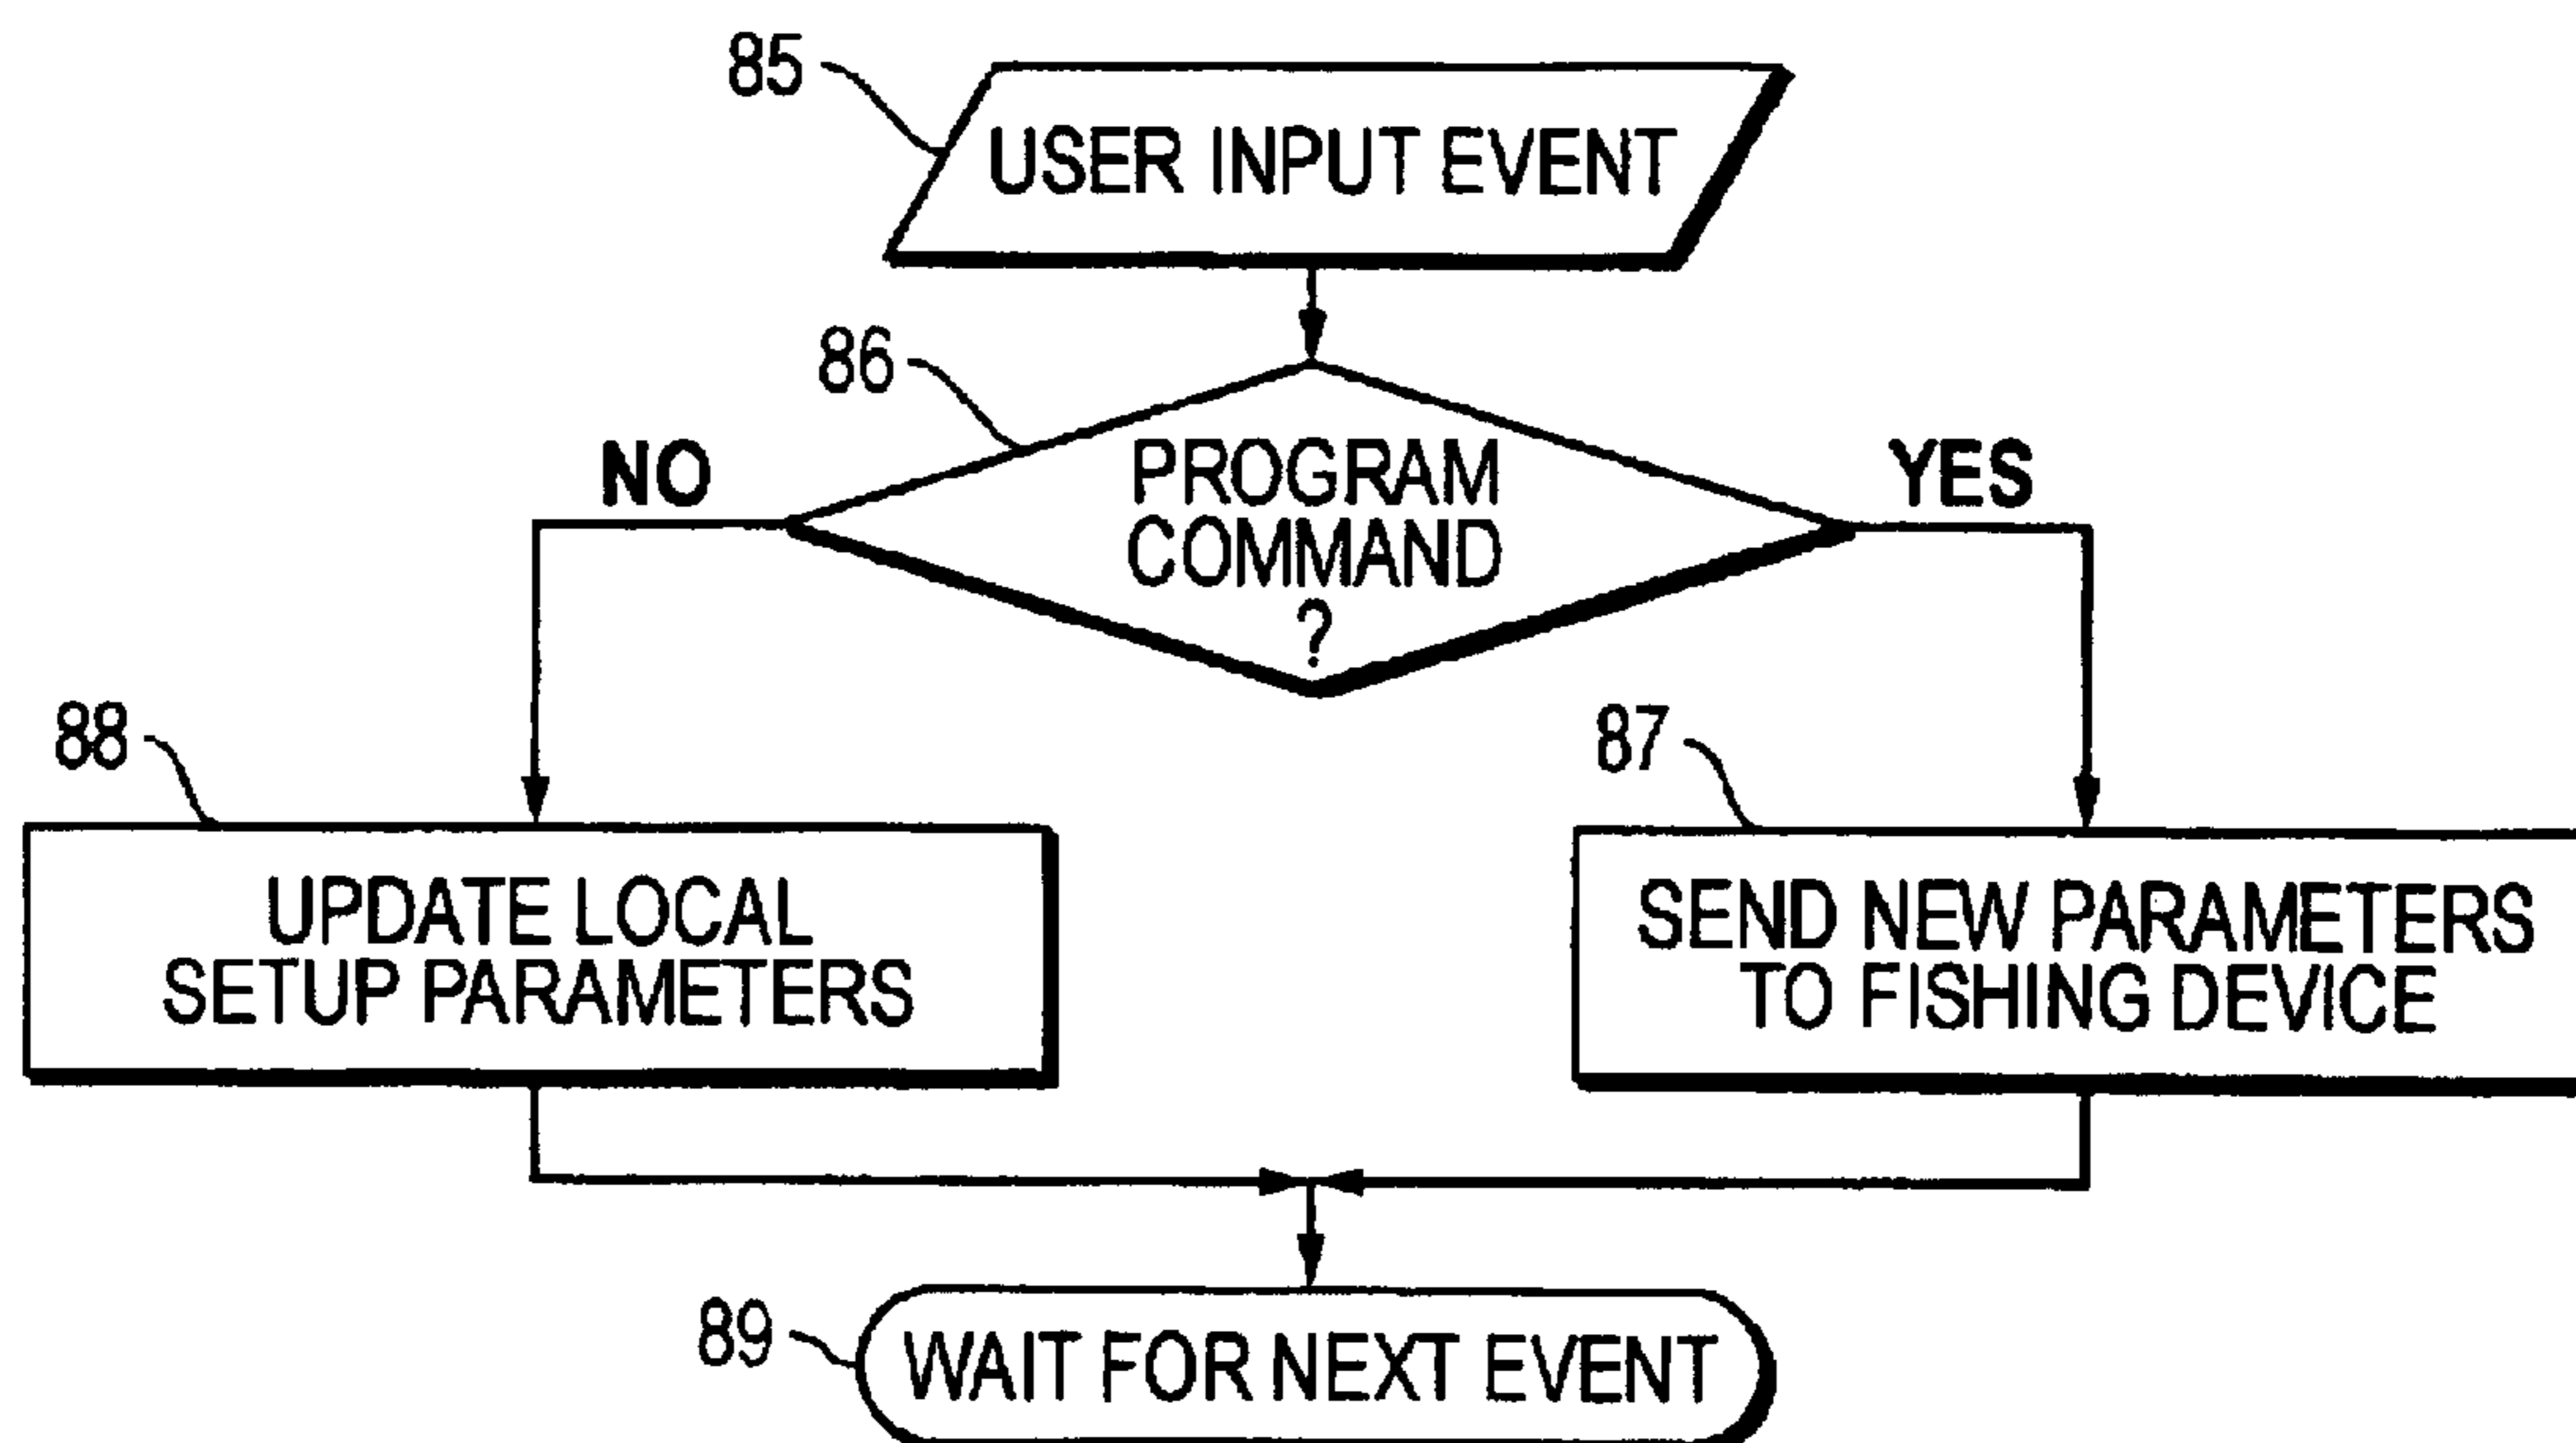 85
USER INPUT EVENT
86
NO
PROGRAM
COMMAND
?
YES
88
UPDATE LOCAL
SETUP PARAMETERS
87
SEND NEW PARAMETERS
TO FISHING DEVICE
89
WAIT FOR NEXT EVENT